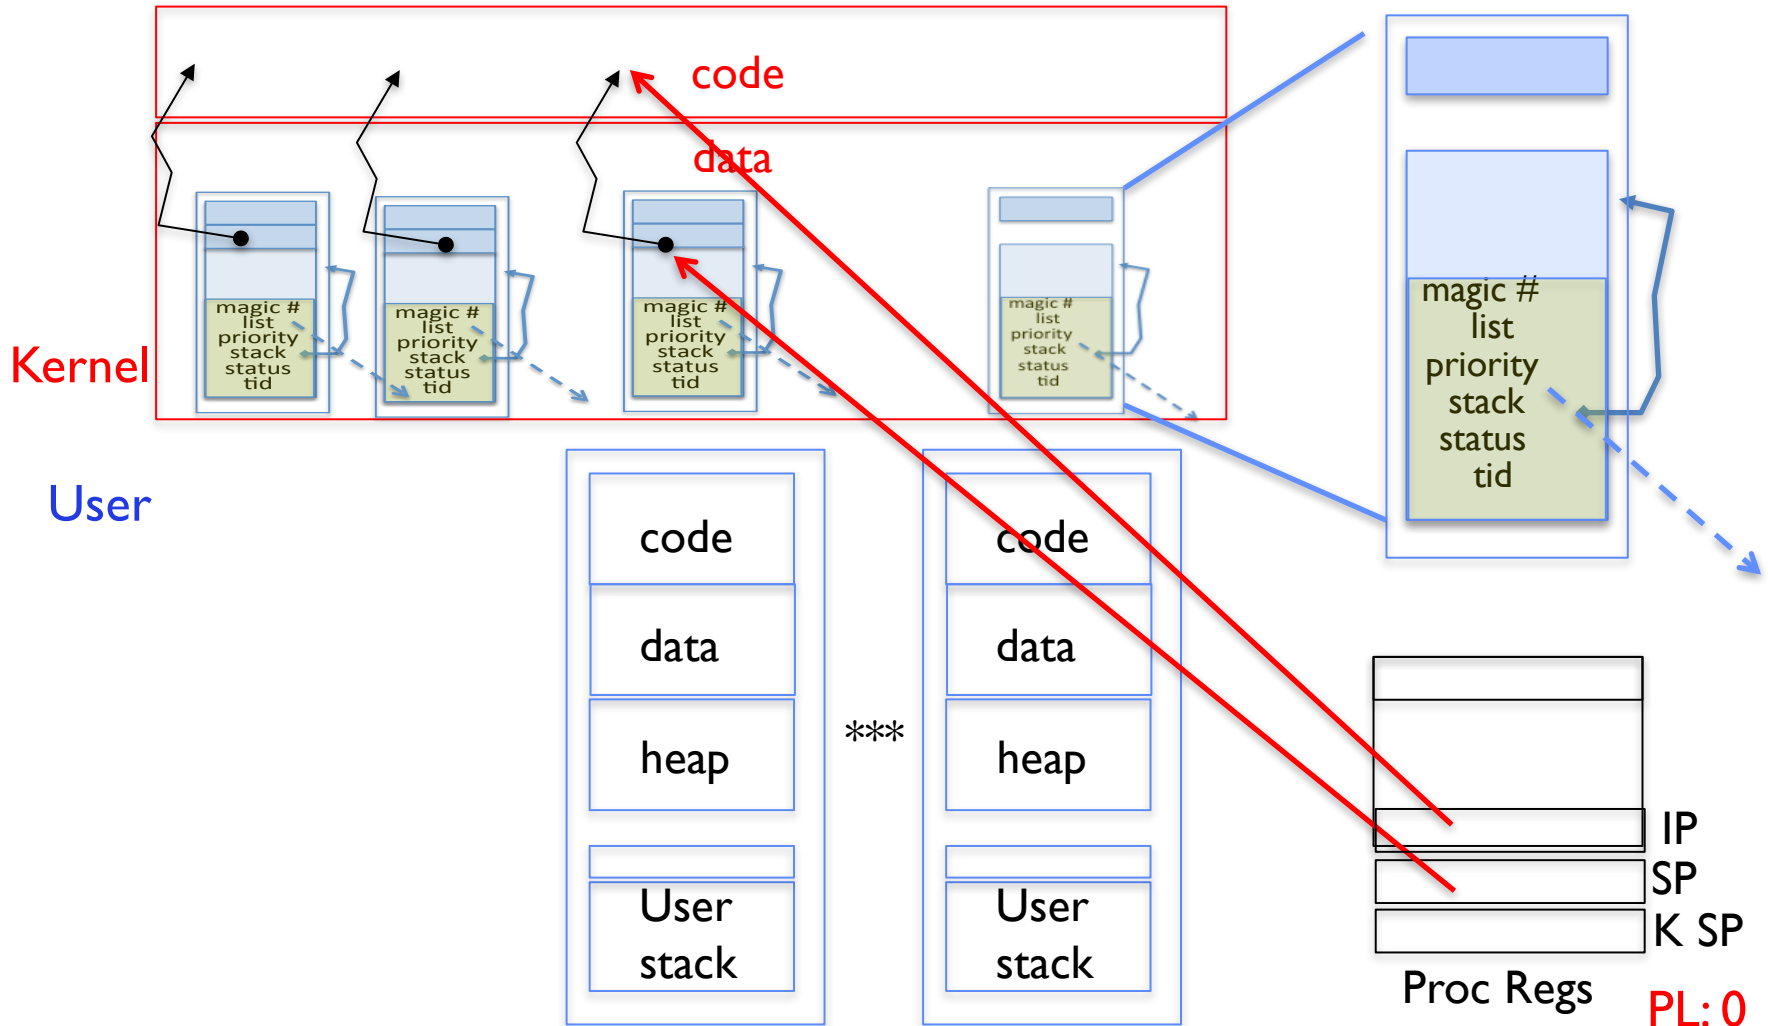 code
data
Kernel
magic #
list
priority
stack
status
tid
magic #
list
priority
stack
status
tid
magic #
list
priority
stack
status
tid
magic #
list
priority
stack
status
tid
magic #
list
priority
stack
status
tid
User
code
data
heap
User
stack
***
code
data
heap
User
stack
IP
SP
K SP
Proc Regs
PL: 0